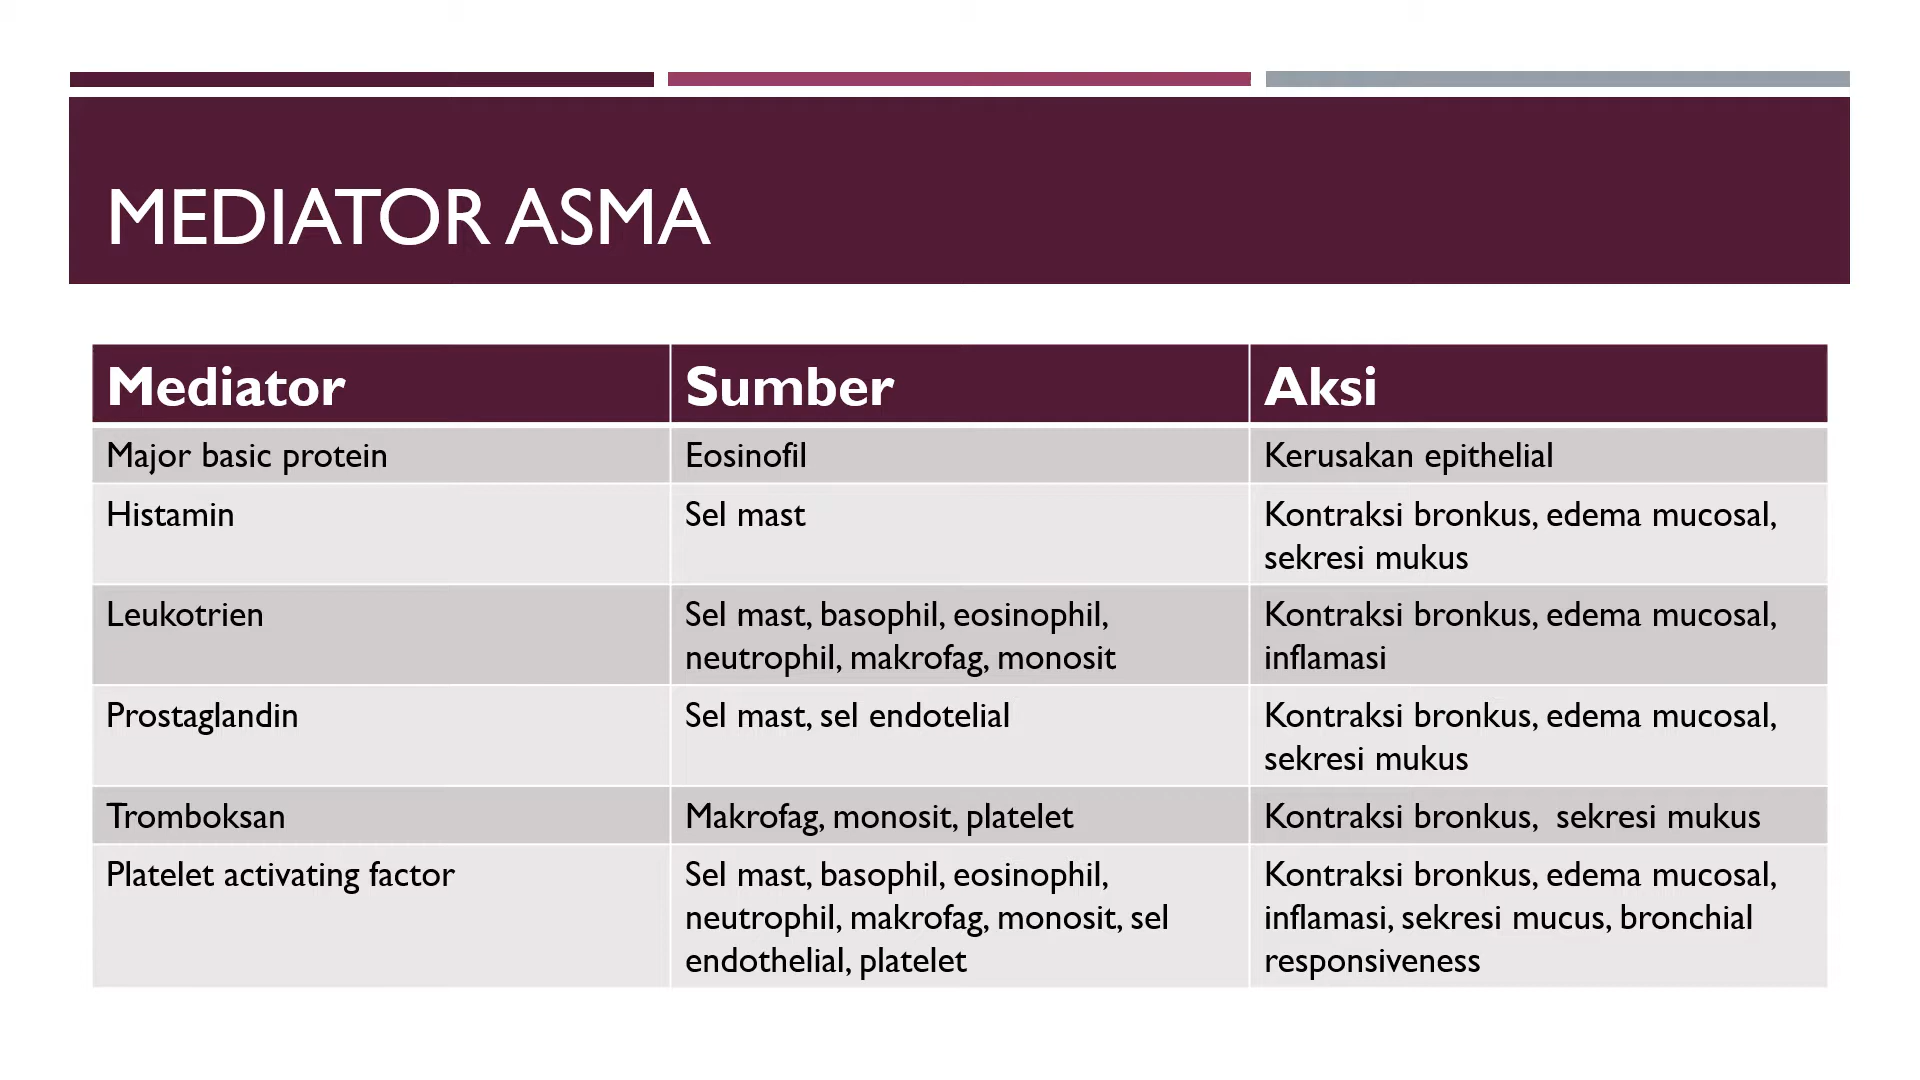 MEDIATOR ASMA
Mediator
Sumber
Aksi
Major basic protein
Eosinofil
Kerusakan epithelial
Histamin
Sel mast
Kontraksi bronkus, edema mucosal,
sekresi mukus
Leukotrien
Sel mast, basophil, eosinophil,
neutrophil, makrofag, monosit
Kontraksi bronkus, edema mucosal,
inflamasi
Prostaglandin
Sel mast, sel endotelial
Kontraksi bronkus, edema mucosal,
sekresi mukus
Tromboksan
Makrofag, monosit, platelet
Kontraksi bronkus,  sekresi mukus
Platelet activating factor
Sel mast, basophil, eosinophil,
neutrophil, makrofag, monosit, sel
endothelial, platelet
Kontraksi bronkus, edema mucosal,
inflamasi, sekresi mucus, bronchial
responsiveness